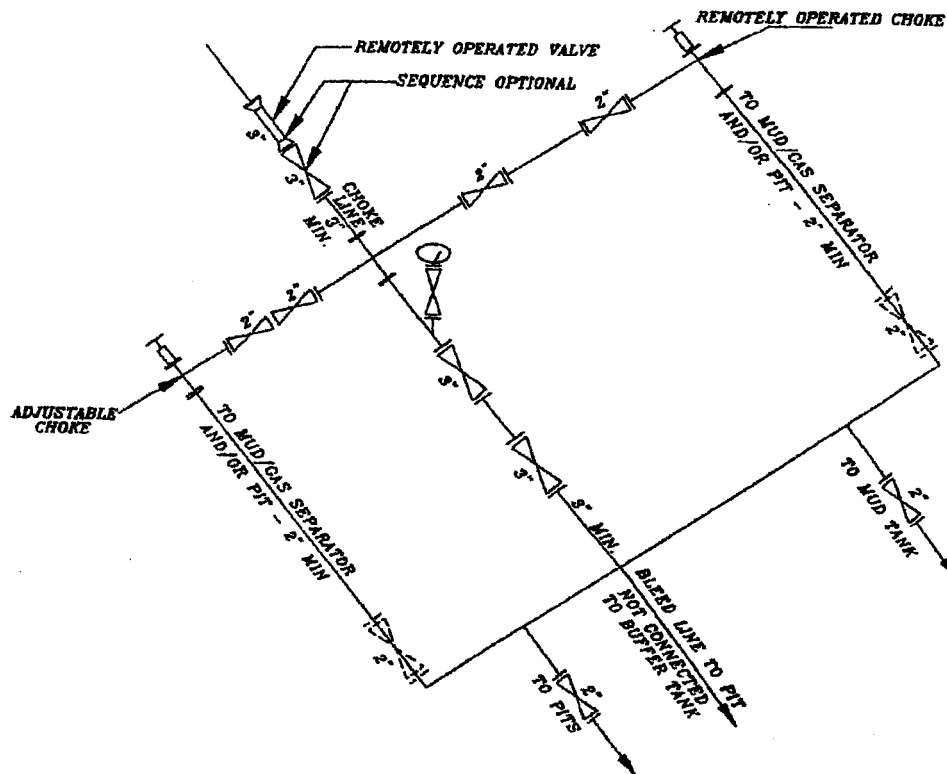 REMOTELY OPERATED CHOKE
REMOTELY OPERATED VALVE
SEQUENCE OPTIONAL
3"
3"
CHOKE
LINE
3"
MIN.
2"
2"
TO MUD/GAS SEPARATOR
AND/OR PIT - 2" MIN
2"
2"
2"
ADJUSTABLE
CHOKE
TO MUD/GAS SEPARATOR
AND/OR PIT - 2" MIN
2"
3"
3"
3" MIN.
BLEED LINE TO PIT
NOT CONNECTED
TO BUFFER TANK
2"
TO MUD TANK
2"
TO PITS